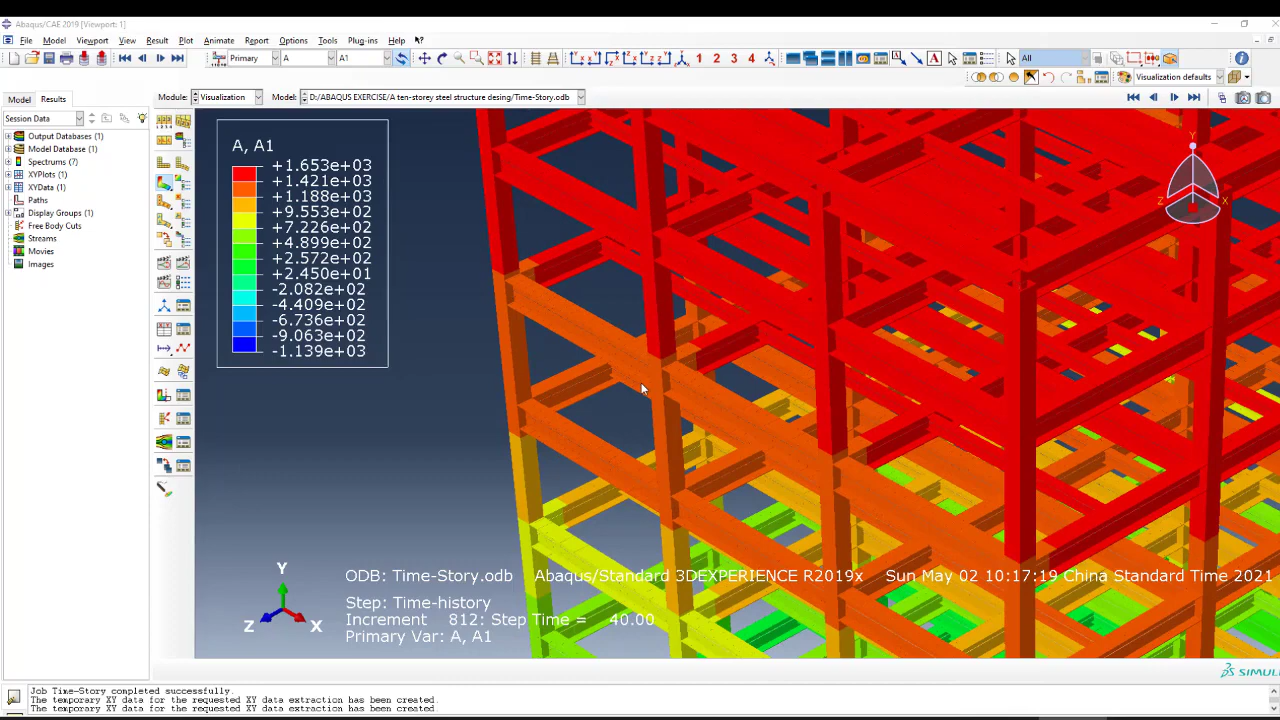 Abaqus/CAE 2019 [Viewport: 1]
File Model Viewport View Result Plot Animate Report Options Tools Plug-ins Help
Primary A A1 1 2 3 4 A All
Visualization defaults
Model Results Module: Visualization Model: D:/ABAQUS EXERCISE/A ten-storey steel structure desing/Time-Story.odb
Session Data
Output Databases (1)
Model Database (1)
Spectrums (7)
XYPlots (1)
XYData (1)
Paths
Display Groups (1)
Free Body Cuts
Streams
Movies
Images
A, A1
+1.653e+03
+1.421e+03
+1.188e+03
+9.553e+02
+7.226e+02
+4.899e+02
+2.572e+02
+2.450e+01
-2.082e+02
-4.409e+02
-6.736e+02
-9.063e+02
-1.139e+03
Y
Z X
Y
Z X
ODB: Time-Story.odb Abaqus/Standard 3DEXPERIENCE R2019x Sun May 02 10:17:19 China Standard Time 2021
Step: Time-history
Increment 812: Step Time = 40.00
Primary Var: A, A1
SIMULI
Job Time-Story completed successfully.
The temporary XY data for the requested XY data extraction has been created.
The temporary XY data for the requested XY data extraction has been created.